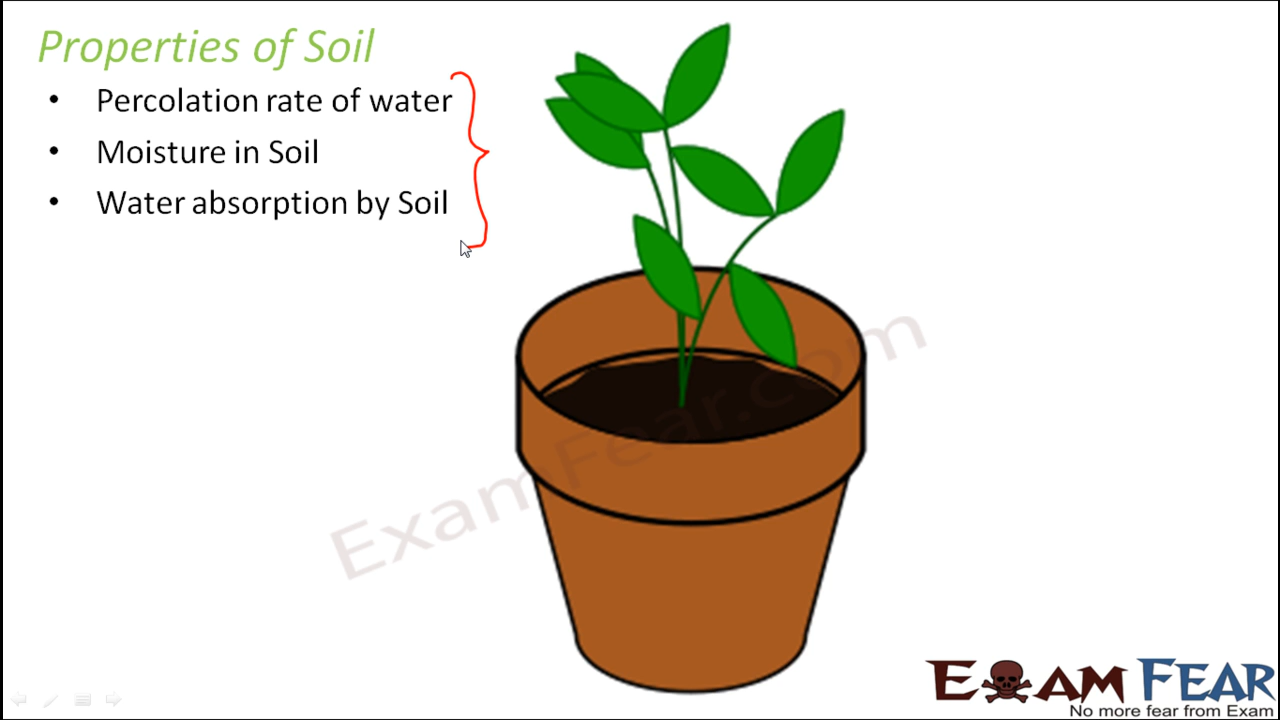 Properties of Soil
• Percolation rate of water
• Moisture in Soil
• Water absorption by Soil
ExamFear.com
EXAM FEAR
No more fear from Exam